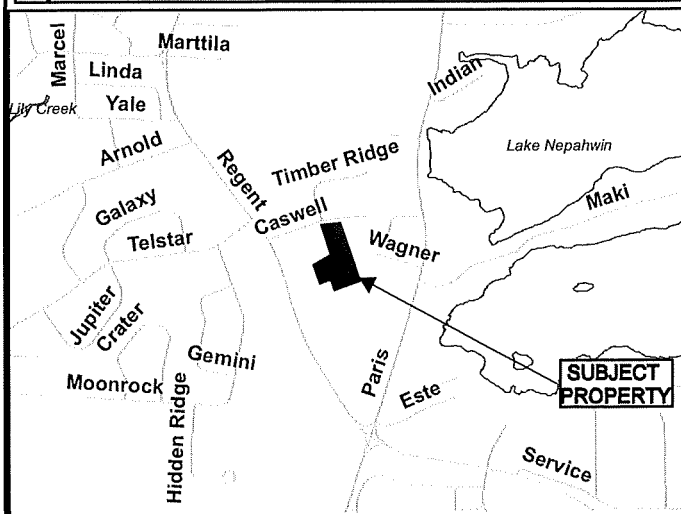 Marcel
Marttila
Linda
Yale
Lily Creek
Arnold
Regent
Indian
Lake Nepahwin
Timber Ridge
Maki
Galaxy
Caswell
Telstar
Wagner
Jupiter
Crater
Gemini
Moonrock
Hidden Ridge
Paris
Este
SUBJECT
PROPERTY
Service